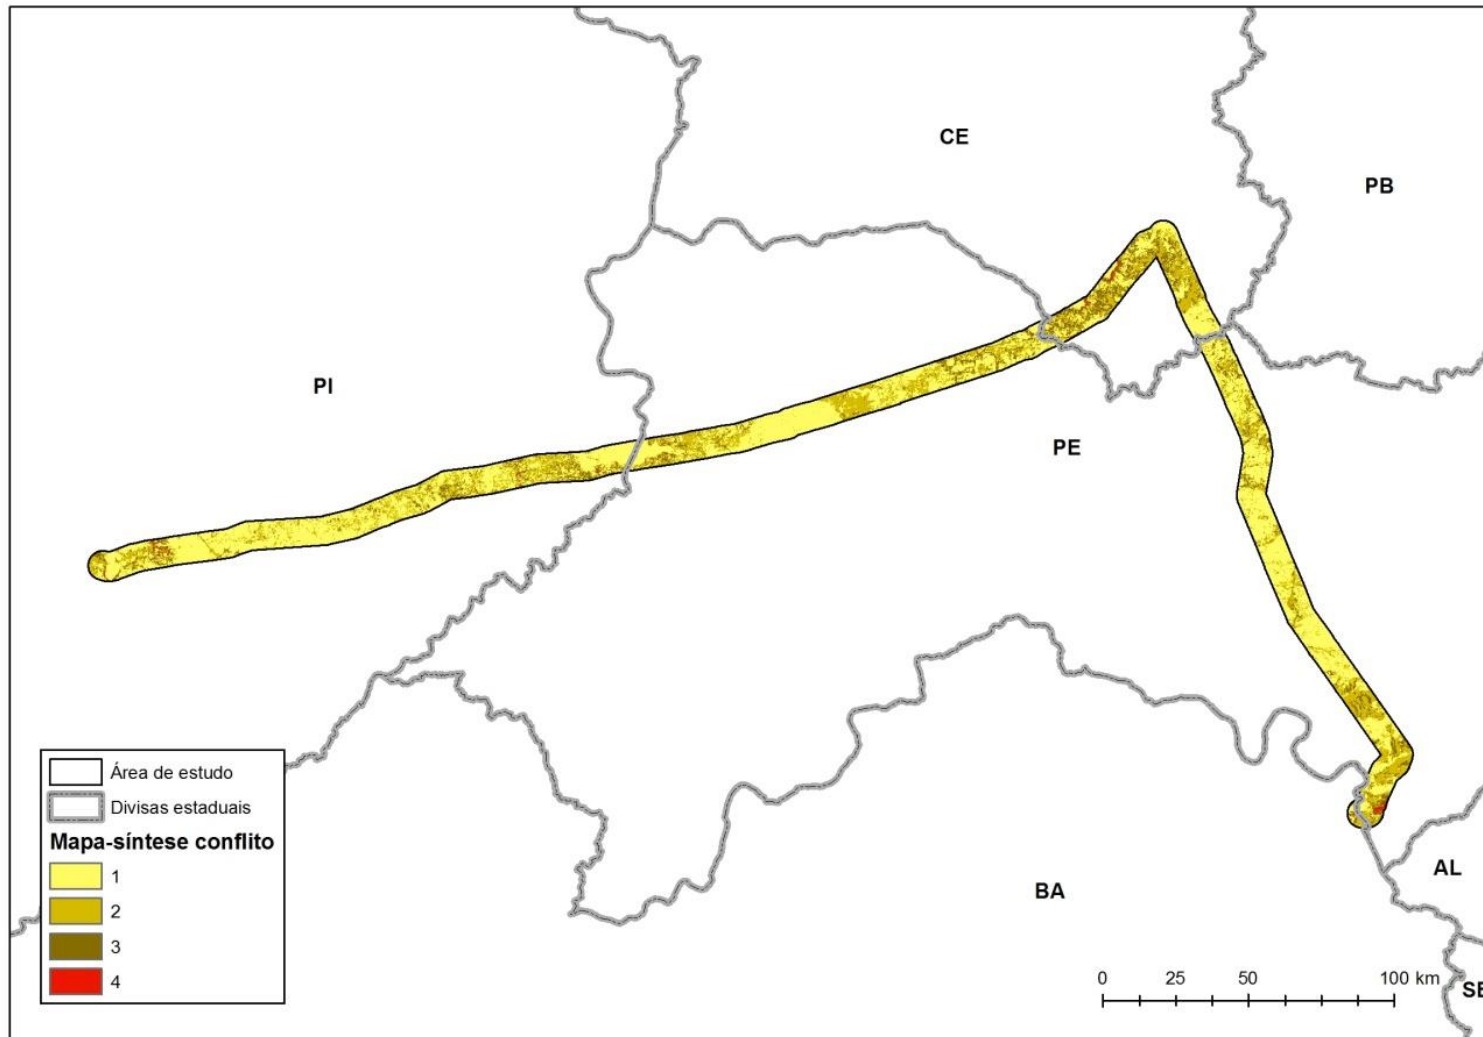 CE
PB
PI
PE
Área de estudo
Divisas estaduais
Mapa-síntese conflito
1
2
3
4
BA
AL
SE
0 25 50 100 km